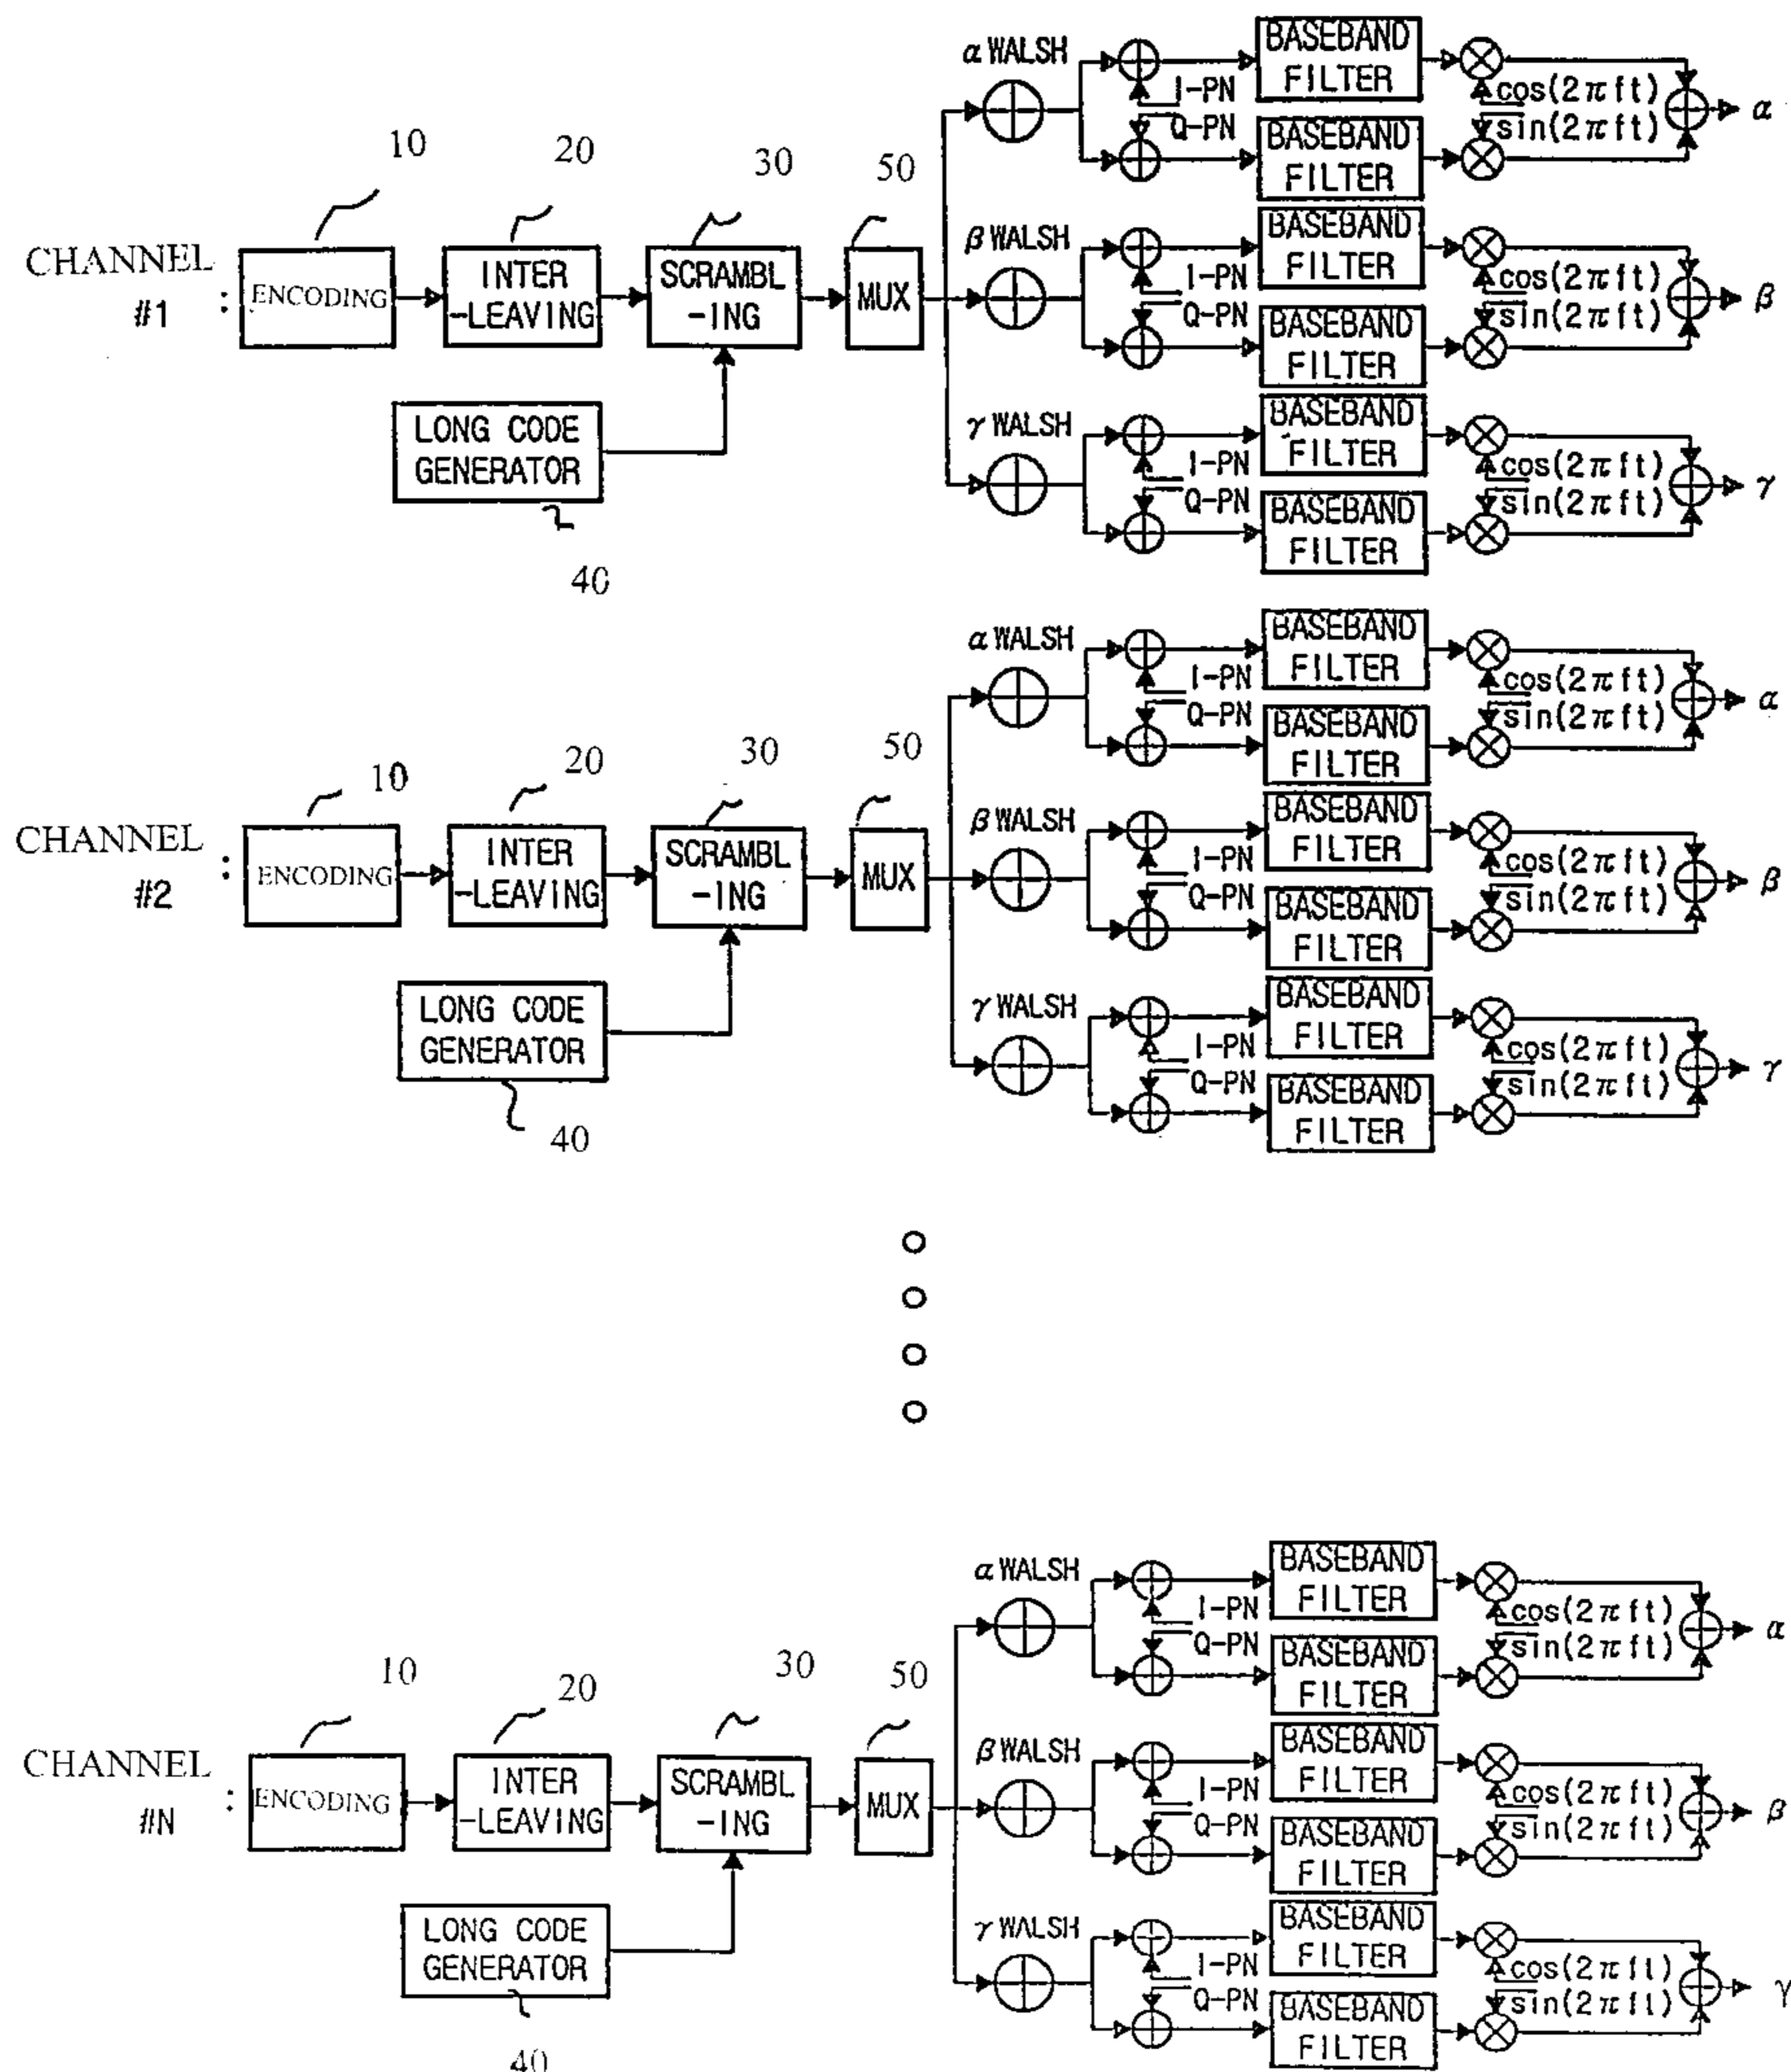 10
20
30
50
CHANNEL
#1
:
ENCODING
INTER
-LEAVING
SCRAMBL
-ING
MUX
LONG CODE
GENERATOR
40
α WALSH
I-PN
Q-PN
BASEBAND
FILTER
BASEBAND
FILTER
cos(2πft)
sin(2πft)
α
β WALSH
I-PN
Q-PN
BASEBAND
FILTER
BASEBAND
FILTER
cos(2πft)
sin(2πft)
β
γ WALSH
I-PN
Q-PN
BASEBAND
FILTER
BASEBAND
FILTER
cos(2πft)
sin(2πft)
γ
10
20
30
50
CHANNEL
#2
:
ENCODING
INTER
-LEAVING
SCRAMBL
-ING
MUX
LONG CODE
GENERATOR
40
α WALSH
I-PN
Q-PN
BASEBAND
FILTER
BASEBAND
FILTER
cos(2πft)
sin(2πft)
α
β WALSH
I-PN
Q-PN
BASEBAND
FILTER
BASEBAND
FILTER
cos(2πft)
sin(2πft)
β
γ WALSH
I-PN
Q-PN
BASEBAND
FILTER
BASEBAND
FILTER
cos(2πft)
sin(2πft)
γ
10
20
30
50
CHANNEL
#N
:
ENCODING
INTER
-LEAVING
SCRAMBL
-ING
MUX
LONG CODE
GENERATOR
40
α WALSH
I-PN
Q-PN
BASEBAND
FILTER
BASEBAND
FILTER
cos(2πft)
sin(2πft)
α
β WALSH
I-PN
Q-PN
BASEBAND
FILTER
BASEBAND
FILTER
cos(2πft)
sin(2πft)
β
γ WALSH
I-PN
Q-PN
BASEBAND
FILTER
BASEBAND
FILTER
cos(2πft)
sin(2πft)
γ